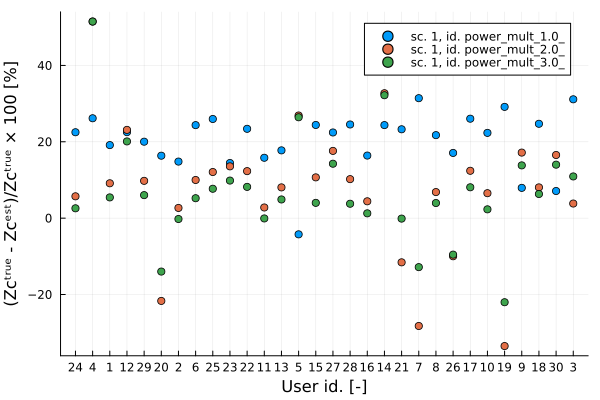 (Zcᵗʳᵘᵉ - Zcᵉˢᵗ)/Zcᵗʳᵘᵉ × 100 [%]
sc. 1, id. power_mult_1.0_
sc. 1, id. power_mult_2.0_
sc. 1, id. power_mult_3.0_
40
20
0
−20
24 4 1 12 29 20 2 6 25 23 22 11 13 5 15 27 28 16 14 21 7 8 26 17 10 19 9 18 30 3
User id. [-]